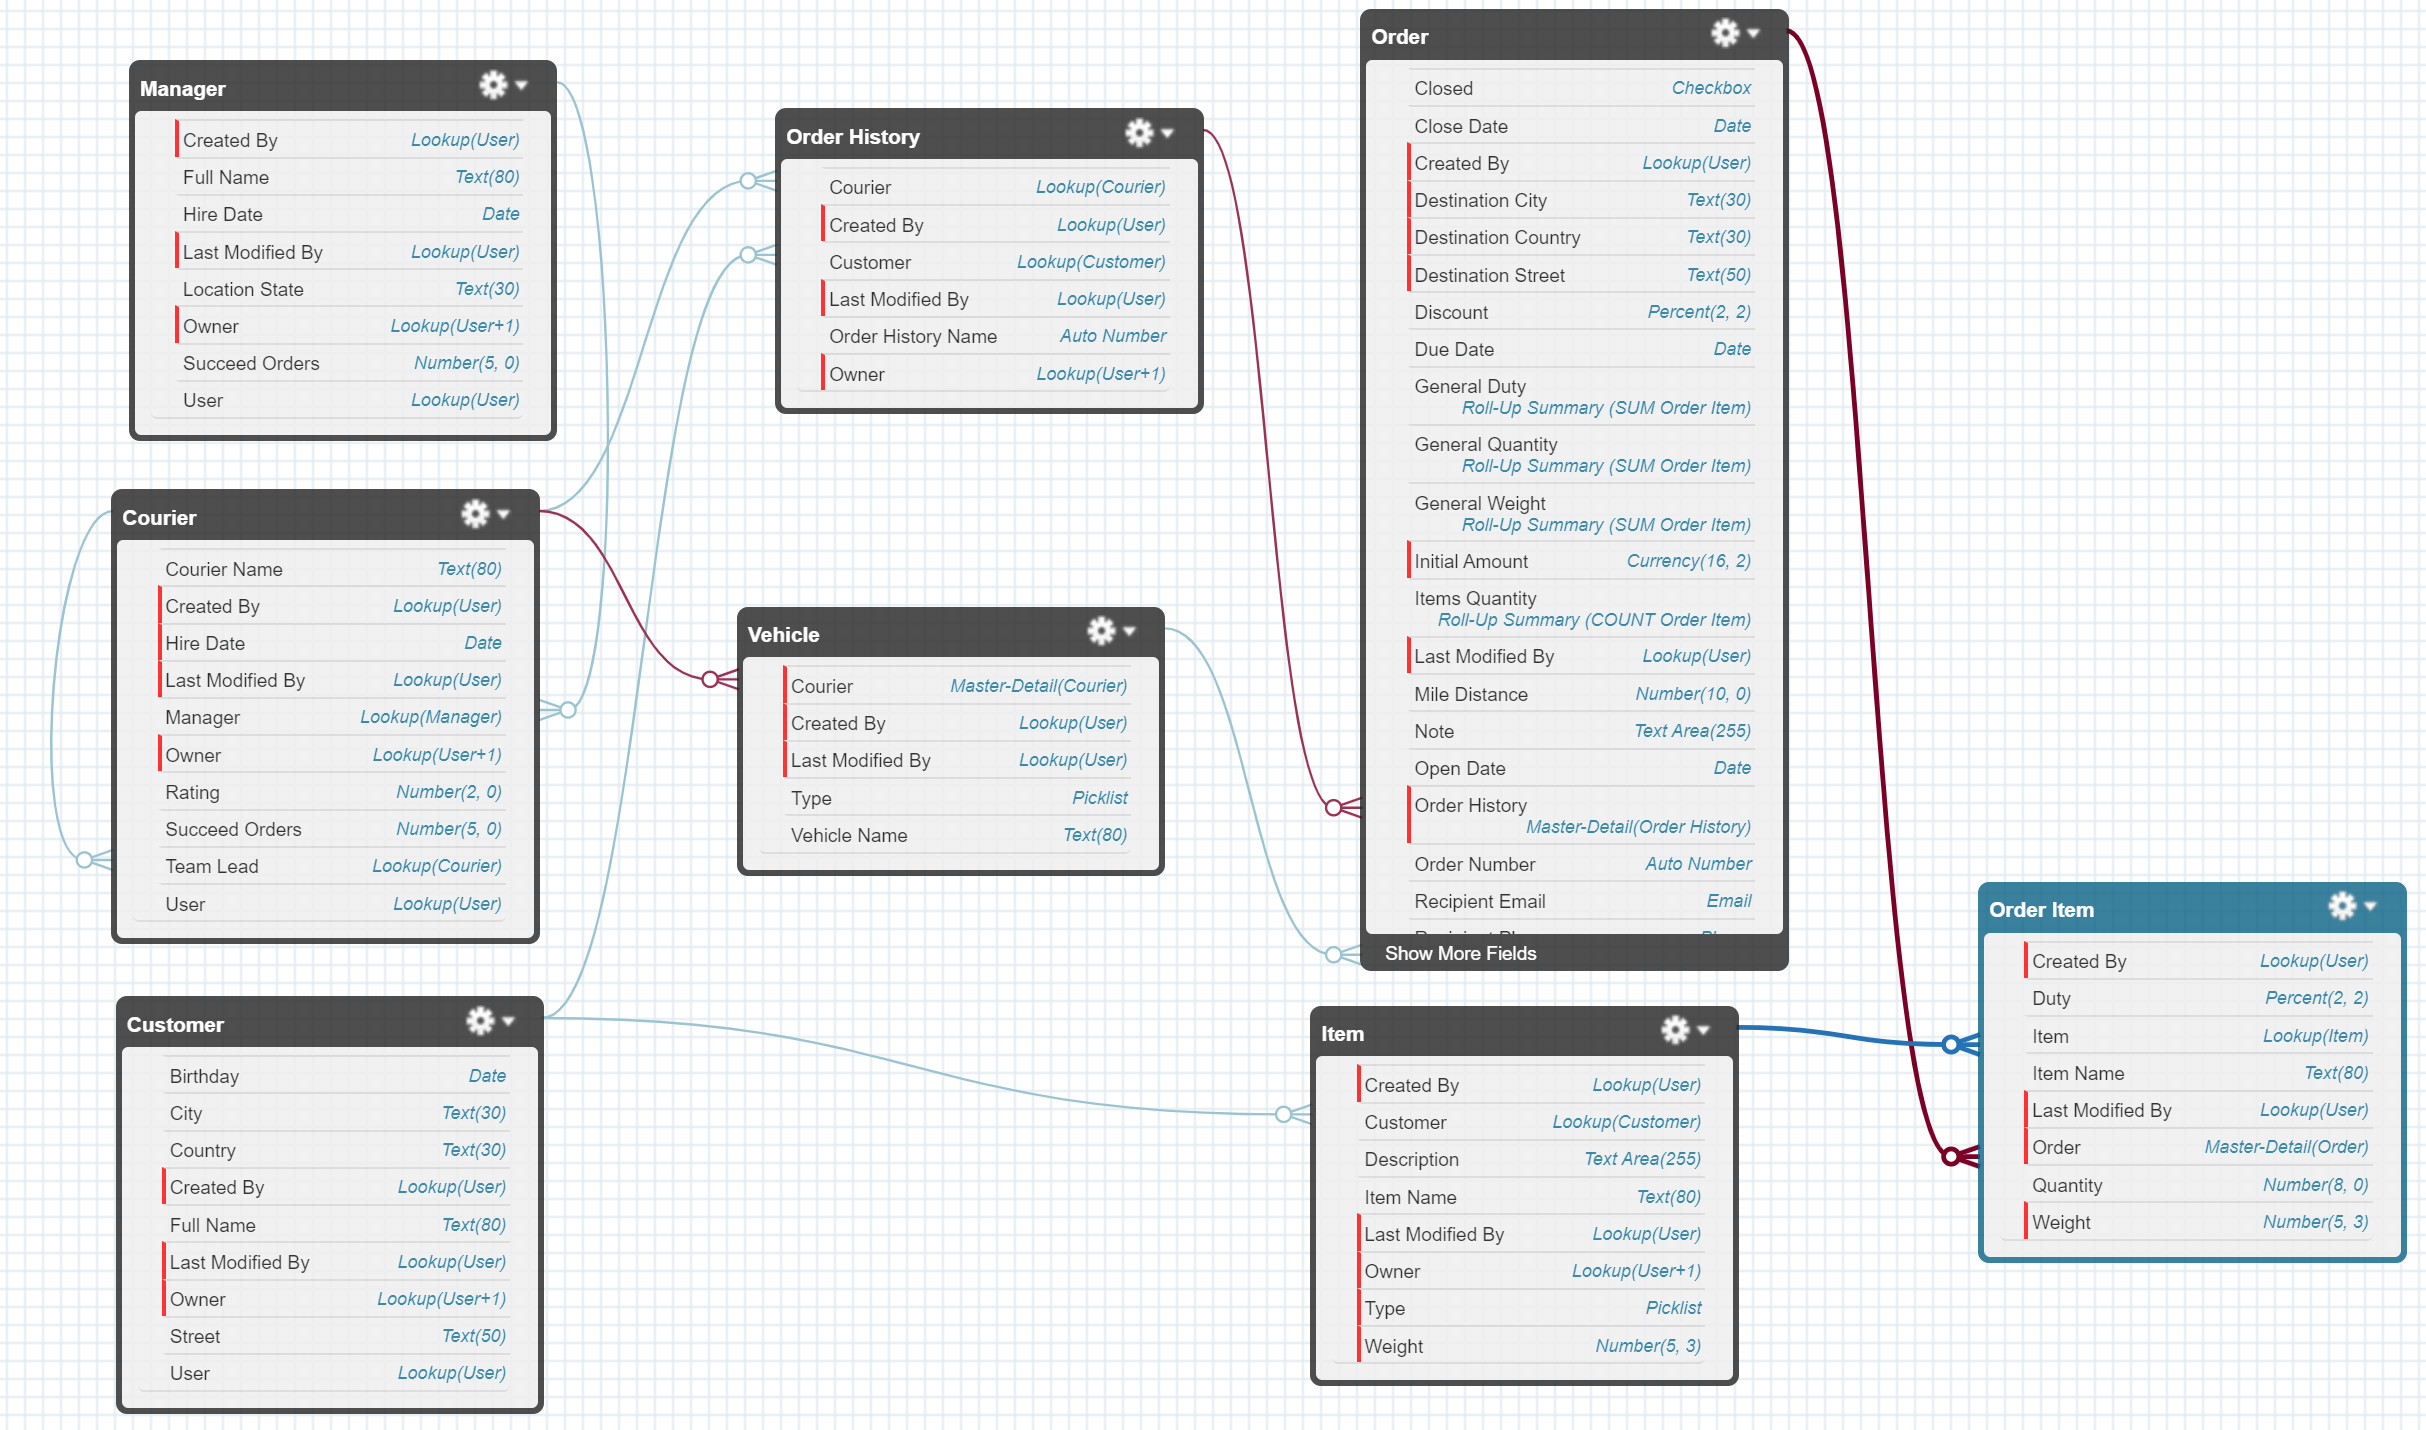 Manager
Created By Lookup(User)
Full Name Text(80)
Hire Date Date
Last Modified By Lookup(User)
Location State Text(30)
Owner Lookup(User+1)
Succeed Orders Number(5, 0)
User Lookup(User)
Courier
Courier Name Text(80)
Created By Lookup(User)
Hire Date Date
Last Modified By Lookup(User)
Manager Lookup(Manager)
Owner Lookup(User+1)
Rating Number(2, 0)
Succeed Orders Number(5, 0)
Team Lead Lookup(Courier)
User Lookup(User)
Customer
Birthday Date
City Text(30)
Country Text(30)
Created By Lookup(User)
Full Name Text(80)
Last Modified By Lookup(User)
Owner Lookup(User+1)
Street Text(50)
User Lookup(User)
Order History
Courier Lookup(Courier)
Created By Lookup(User)
Customer Lookup(Customer)
Last Modified By Lookup(User)
Order History Name Auto Number
Owner Lookup(User+1)
Vehicle
Courier Master-Detail(Courier)
Created By Lookup(User)
Last Modified By Lookup(User)
Type Picklist
Vehicle Name Text(80)
Order
Closed Checkbox
Close Date Date
Created By Lookup(User)
Destination City Text(30)
Destination Country Text(30)
Destination Street Text(50)
Discount Percent(2, 2)
Due Date Date
General Duty
Roll-Up Summary (SUM Order Item)
General Quantity
Roll-Up Summary (SUM Order Item)
General Weight
Roll-Up Summary (SUM Order Item)
Initial Amount Currency(16, 2)
Items Quantity
Roll-Up Summary (COUNT Order Item)
Last Modified By Lookup(User)
Mile Distance Number(10, 0)
Note Text Area(255)
Open Date Date
Order History
Master-Detail(Order History)
Order Number Auto Number
Recipient Email Email
Show More Fields
Item
Created By Lookup(User)
Customer Lookup(Customer)
Description Text Area(255)
Item Name Text(80)
Last Modified By Lookup(User)
Owner Lookup(User+1)
Type Picklist
Weight Number(5, 3)
Order Item
Created By Lookup(User)
Duty Percent(2, 2)
Item Lookup(Item)
Item Name Text(80)
Last Modified By Lookup(User)
Order Master-Detail(Order)
Quantity Number(8, 0)
Weight Number(5, 3)